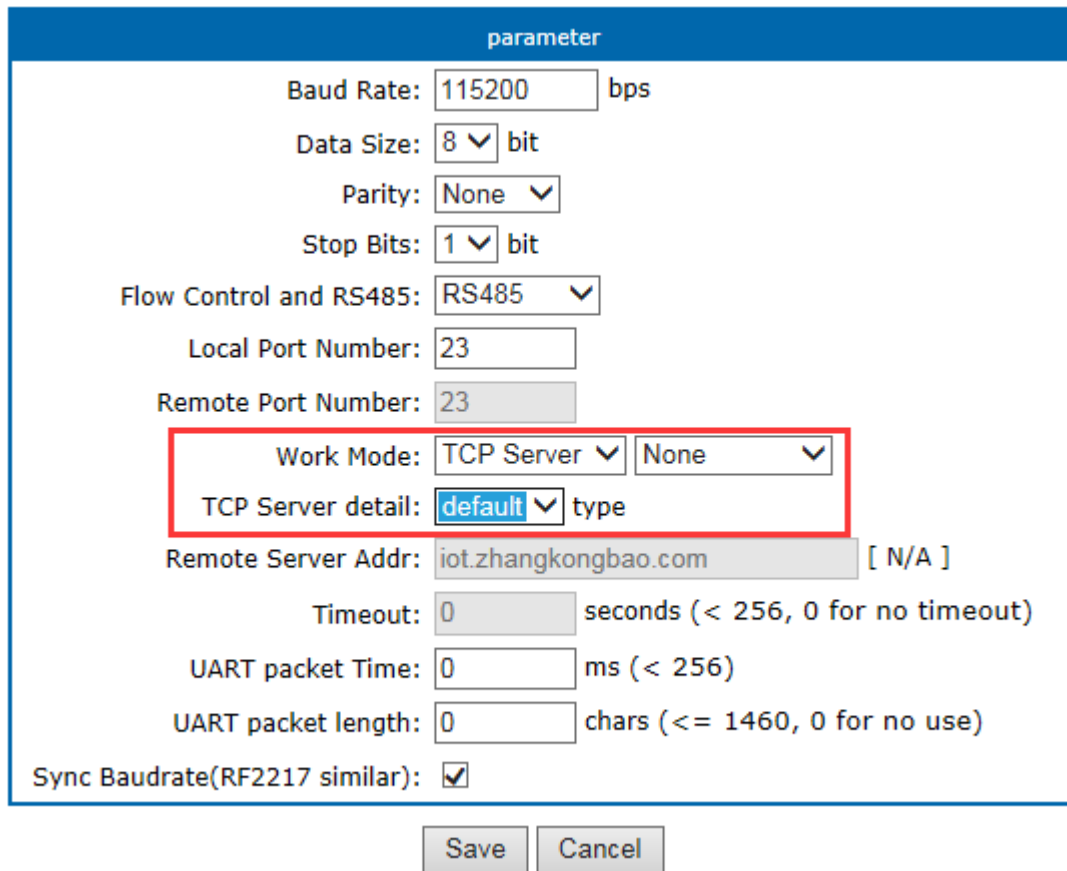 parameter
Baud Rate: 115200 bps
Data Size: 8 bit
Parity: None
Stop Bits: 1 bit
Flow Control and RS485: RS485
Local Port Number: 23
Remote Port Number: 23
Work Mode: TCP Server None
TCP Server detail: default type
Remote Server Addr: iot.zhangkongbao.com [ N/A ]
Timeout: 0 seconds (< 256, 0 for no timeout)
UART packet Time: 0 ms (< 256)
UART packet length: 0 chars (<= 1460, 0 for no use)
Sync Baudrate(RF2217 similar):
Save Cancel